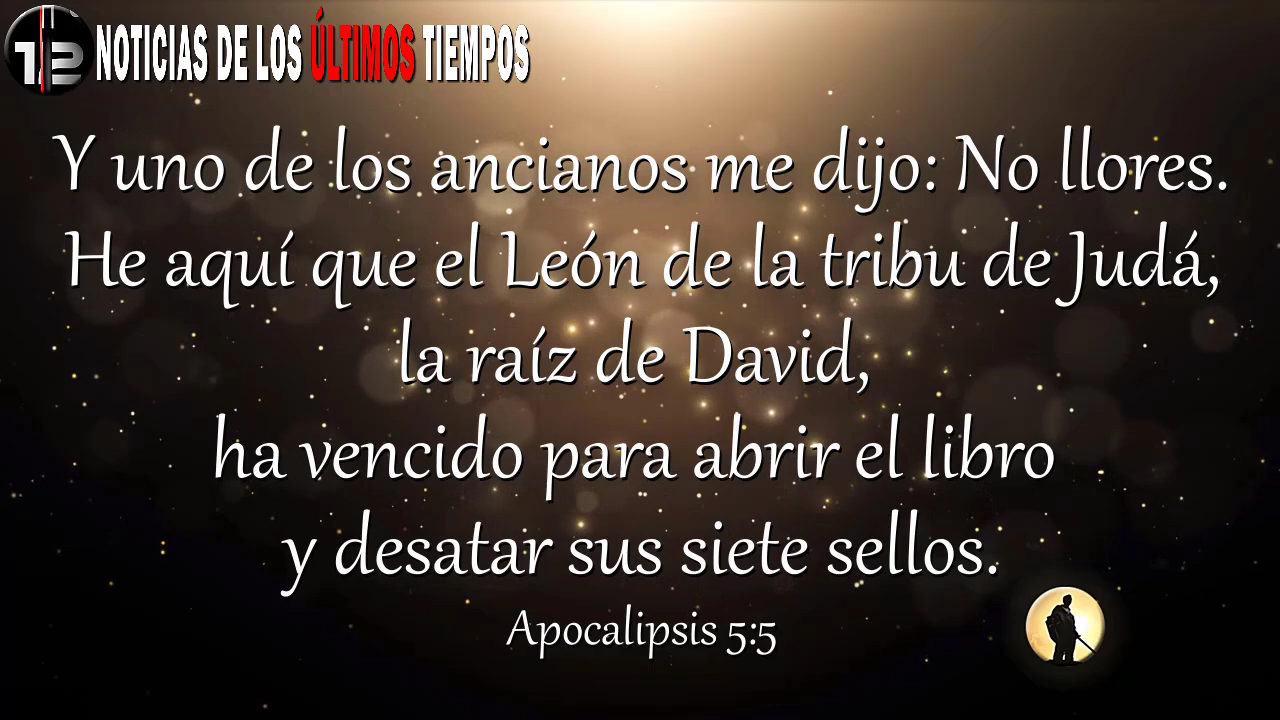 12 NOTICIAS DE LOS ÚLTIMOS TIEMPOS
Y uno de los ancianos me dijo: No llores.
He aquí que el León de la tribu de Judá,
la raíz de David,
ha vencido para abrir el libro
y desatar sus siete sellos.
Apocalipsis 5:5